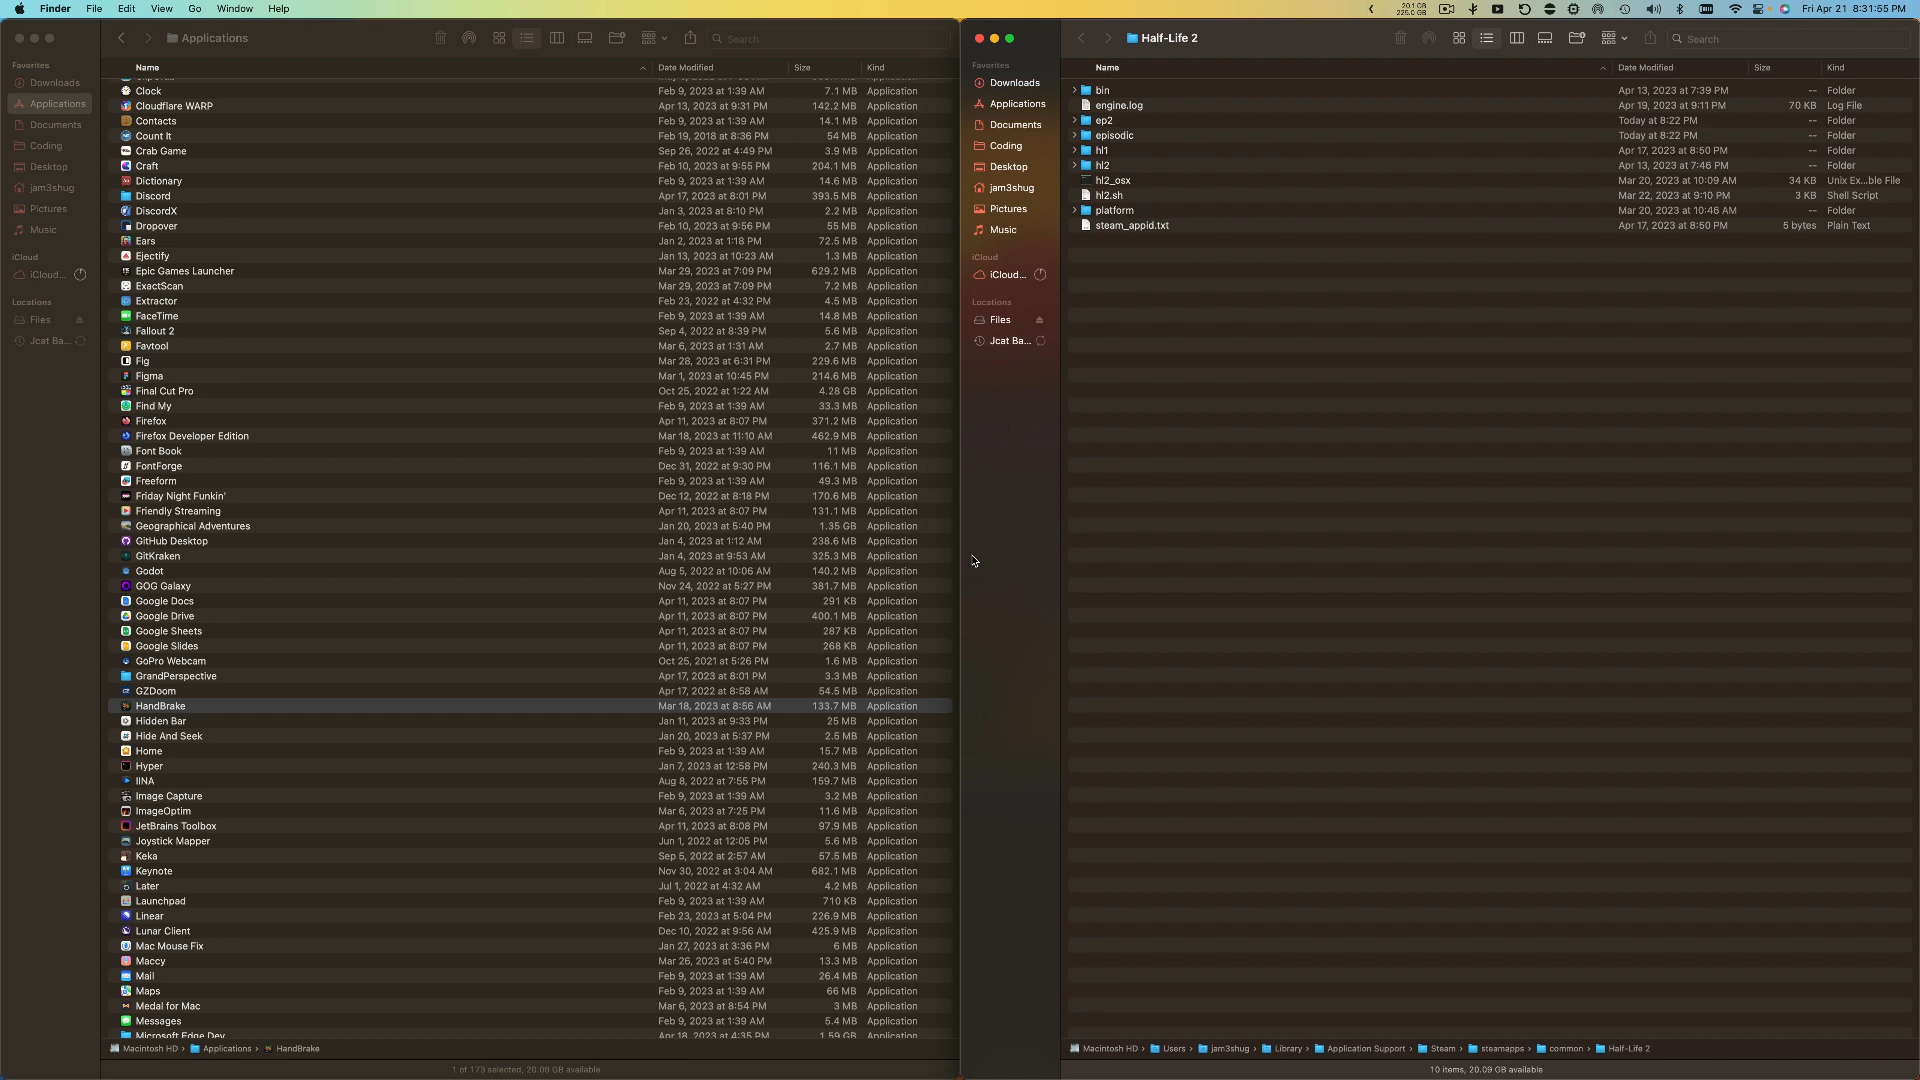 Finder File Edit View Go Window Help
20.1 GB
225.0 GB
Fri Apr 21 8:31:55 PM
Applications
Search
Favorites
Downloads
Applications
Documents
Coding
Desktop
jam3shug
Pictures
Music
iCloud
iCloud...
Locations
Files
Jcat Ba...
Name Date Modified Size Kind
Clock Feb 9, 2023 at 1:39 AM 7.1 MB Application
Cloudflare WARP Apr 13, 2023 at 9:31 PM 142.2 MB Application
Contacts Feb 9, 2023 at 1:39 AM 14.1 MB Application
Count It Feb 19, 2018 at 8:36 PM 54 MB Application
Crab Game Sep 26, 2022 at 4:49 PM 3.9 MB Application
Craft Feb 10, 2023 at 9:55 PM 204.1 MB Application
Dictionary Feb 9, 2023 at 1:39 AM 14.6 MB Application
Discord Apr 17, 2023 at 8:01 PM 393.5 MB Application
DiscordX Jan 3, 2023 at 8:10 PM 2.2 MB Application
Dropover Feb 10, 2023 at 9:56 PM 55 MB Application
Ears Jan 2, 2023 at 1:18 PM 72.5 MB Application
Ejectify Jan 13, 2023 at 10:23 AM 1.3 MB Application
Epic Games Launcher Mar 29, 2023 at 7:09 PM 629.2 MB Application
ExactScan Mar 29, 2023 at 7:09 PM 7.2 MB Application
Extractor Feb 23, 2022 at 4:32 PM 4.5 MB Application
FaceTime Feb 9, 2023 at 1:39 AM 14.8 MB Application
Fallout 2 Sep 4, 2022 at 8:39 PM 5.6 MB Application
Favtool Mar 6, 2023 at 1:31 AM 2.7 MB Application
Fig Mar 28, 2023 at 6:31 PM 229.6 MB Application
Figma Mar 1, 2023 at 10:45 PM 214.6 MB Application
Final Cut Pro Oct 25, 2022 at 1:22 AM 4.28 GB Application
Find My Feb 9, 2023 at 1:39 AM 33.3 MB Application
Firefox Apr 11, 2023 at 8:07 PM 371.2 MB Application
Firefox Developer Edition Mar 18, 2023 at 11:10 AM 462.9 MB Application
Font Book Feb 9, 2023 at 1:39 AM 11 MB Application
FontForge Dec 31, 2022 at 9:30 PM 116.1 MB Application
Freeform Feb 9, 2023 at 1:39 AM 49.3 MB Application
Friday Night Funkin' Dec 12, 2022 at 8:18 PM 170.6 MB Application
Friendly Streaming Apr 11, 2023 at 8:07 PM 131.1 MB Application
Geographical Adventures Jan 20, 2023 at 5:40 PM 1.35 GB Application
GitHub Desktop Jan 4, 2023 at 1:12 AM 238.6 MB Application
GitKraken Jan 4, 2023 at 9:53 AM 325.3 MB Application
Godot Aug 5, 2022 at 10:06 AM 140.2 MB Application
GOG Galaxy Nov 24, 2022 at 5:27 PM 381.7 MB Application
Google Docs Apr 11, 2023 at 8:07 PM 291 KB Application
Google Drive Apr 11, 2023 at 8:07 PM 400.1 MB Application
Google Sheets Apr 11, 2023 at 8:07 PM 287 KB Application
Google Slides Apr 11, 2023 at 8:07 PM 268 KB Application
GoPro Webcam Oct 25, 2021 at 5:26 PM 1.6 MB Application
GrandPerspective Apr 17, 2023 at 8:01 PM 3.3 MB Application
GZDoom Apr 17, 2022 at 8:58 AM 54.5 MB Application
HandBrake Mar 18, 2023 at 8:56 AM 133.7 MB Application
Hidden Bar Jan 11, 2023 at 9:33 PM 25 MB Application
Hide And Seek Jan 20, 2023 at 5:37 PM 2.5 MB Application
Home Feb 9, 2023 at 1:39 AM 15.7 MB Application
Hyper Jan 7, 2023 at 12:58 PM 240.3 MB Application
IINA Aug 8, 2022 at 7:55 PM 159.7 MB Application
Image Capture Feb 9, 2023 at 1:39 AM 3.2 MB Application
ImageOptim Mar 6, 2023 at 7:25 PM 11.6 MB Application
JetBrains Toolbox Apr 11, 2023 at 8:08 PM 97.9 MB Application
Joystick Mapper Jun 1, 2022 at 12:05 PM 5.6 MB Application
Keka Sep 5, 2022 at 2:57 AM 57.5 MB Application
Keynote Nov 30, 2022 at 3:04 AM 682.1 MB Application
Later Jul 1, 2022 at 4:32 AM 4.2 MB Application
Launchpad Feb 9, 2023 at 1:39 AM 710 KB Application
Linear Feb 23, 2023 at 5:04 PM 226.9 MB Application
Lunar Client Dec 10, 2022 at 9:56 AM 425.9 MB Application
Mac Mouse Fix Jan 27, 2023 at 3:36 PM 6 MB Application
Maccy Mar 26, 2023 at 5:40 PM 13.3 MB Application
Mail Feb 9, 2023 at 1:39 AM 26.4 MB Application
Maps Feb 9, 2023 at 1:39 AM 66 MB Application
Medal for Mac Mar 6, 2023 at 8:54 PM 3 MB Application
Messages Feb 9, 2023 at 1:39 AM 5.4 MB Application
Microsoft Edge Dev Apr 18, 2023 at 4:35 PM 1.59 GB Application
Macintosh HD › Applications › HandBrake
1 of 173 selected, 20.09 GB available
Half-Life 2
Search
Favorites
Downloads
Applications
Documents
Coding
Desktop
jam3shug
Pictures
Music
iCloud
iCloud...
Locations
Files
Jcat Ba...
Name Date Modified Size Kind
bin Apr 13, 2023 at 7:39 PM -- Folder
engine.log Apr 19, 2023 at 9:11 PM 70 KB Log File
ep2 Today at 8:22 PM -- Folder
episodic Today at 8:22 PM -- Folder
hl1 Apr 17, 2023 at 8:50 PM -- Folder
hl2 Apr 13, 2023 at 7:46 PM -- Folder
hl2_osx Mar 20, 2023 at 10:09 AM 34 KB Unix Ex...ble File
hl2.sh Mar 22, 2023 at 9:10 PM 3 KB Shell Script
platform Mar 20, 2023 at 10:46 AM -- Folder
steam_appid.txt Apr 17, 2023 at 8:50 PM 5 bytes Plain Text
Macintosh HD › Users › jam3shug › Library › Application Support › Steam › steamapps › common › Half-Life 2
10 items, 20.09 GB available